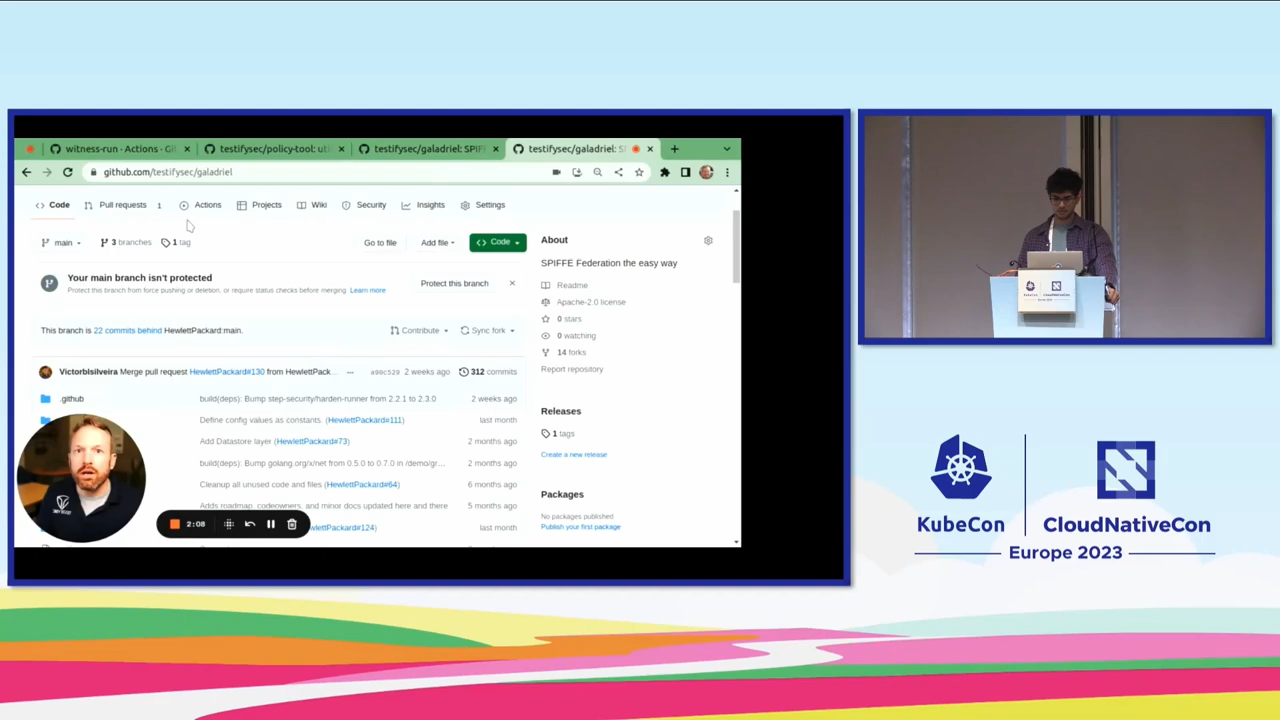 witness-run · Actions · Gi
testifysec/policy-tool: uti
testifysec/galadriel: SPIFF
testifysec/galadriel: S
github.com/testifysec/galadriel
Code
Pull requests 1
Actions
Projects
Wiki
Security
Insights
Settings
main
3 branches
1 tag
Go to file
Add file
Code
Your main branch isn't protected
Protect this branch from force pushing or deletion, or require status checks before merging. Learn more
Protect this branch
This branch is 22 commits behind HewlettPackard:main.
Contribute
Sync fork
Victorblsilveira Merge pull request HewlettPackard#130 from HewlettPack... ... a90c529 2 weeks ago 312 commits
.github build(deps): Bump step-security/harden-runner from 2.2.1 to 2.3.0 2 weeks ago
Define config values as constants (HewlettPackard#111) last month
Add Datastore layer (HewlettPackard#73) 2 months ago
build(deps): Bump golang.org/x/net from 0.5.0 to 0.7.0 in /demo/gr... 2 months ago
Cleanup all unused code and files (HewlettPackard#64) 6 months ago
Adds roadmap, codeowners, and minor docs updated here and there 5 months ago
wlettPackard#124) last month
2:08
About
SPIFFE Federation the easy way
Readme
Apache-2.0 license
0 stars
0 watching
14 forks
Report repository
Releases
1 tags
Create a new release
Packages
No packages published
Publish your first package
KubeCon
CloudNativeCon
Europe 2023